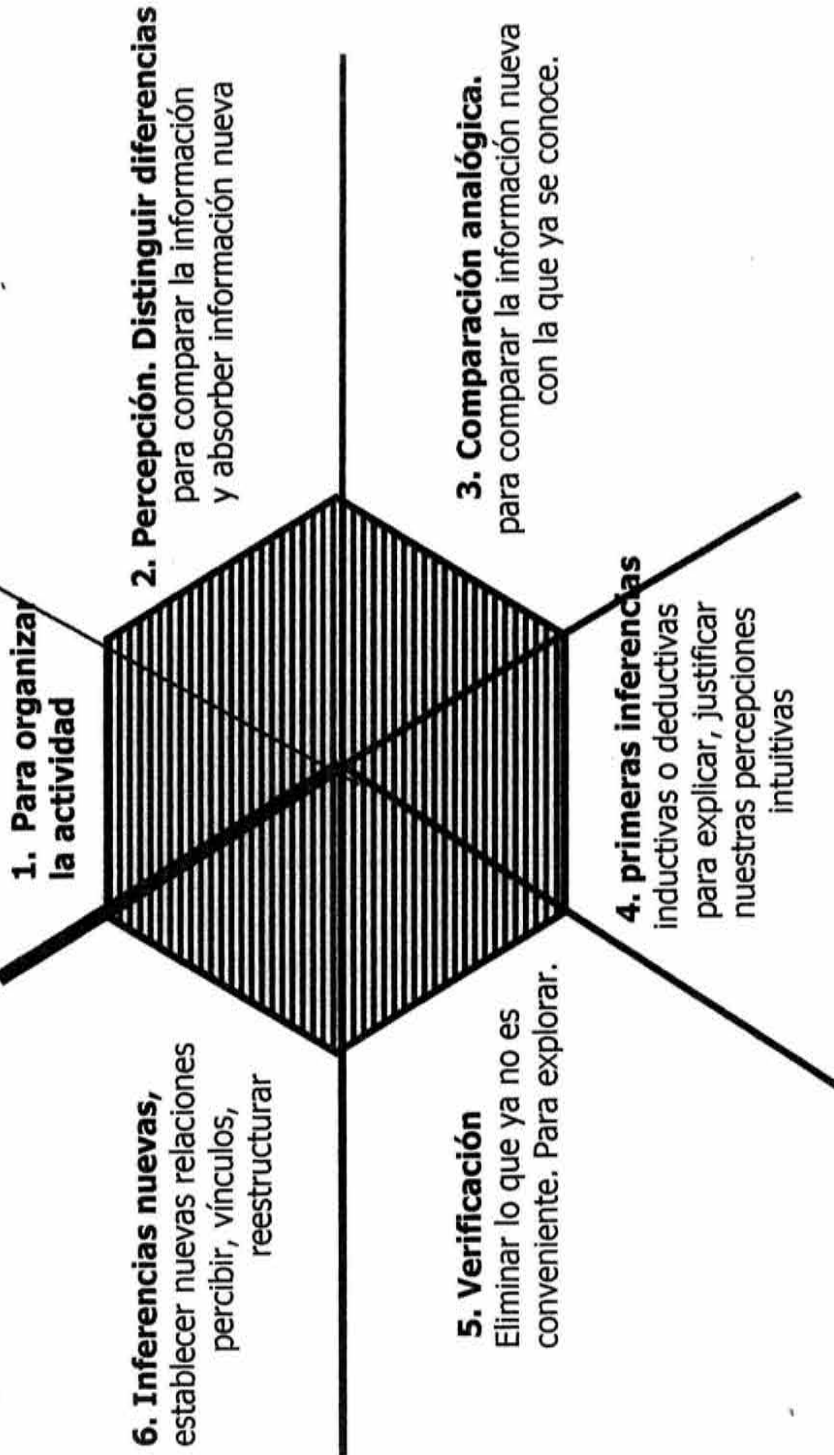 1. Para organizar
la actividad
2. Percepción. Distinguir diferencias
para comparar la información
y absorber información nueva
3. Comparación analógica.
para comparar la información nueva
con la que ya se conoce.
4. primeras inferencias
inductivas o deductivas
para explicar, justificar
nuestras percepciones
intuitivas
5. Verificación
Eliminar lo que ya no es
conveniente. Para explorar.
6. Inferencias nuevas,
establecer nuevas relaciones
percibir, vínculos,
reestructurar